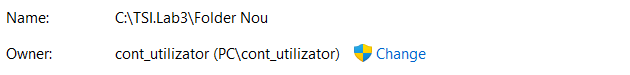 Name: C:\TSI.Lab3\Folder Nou
Owner: cont_utilizator (PC\cont_utilizator) Change